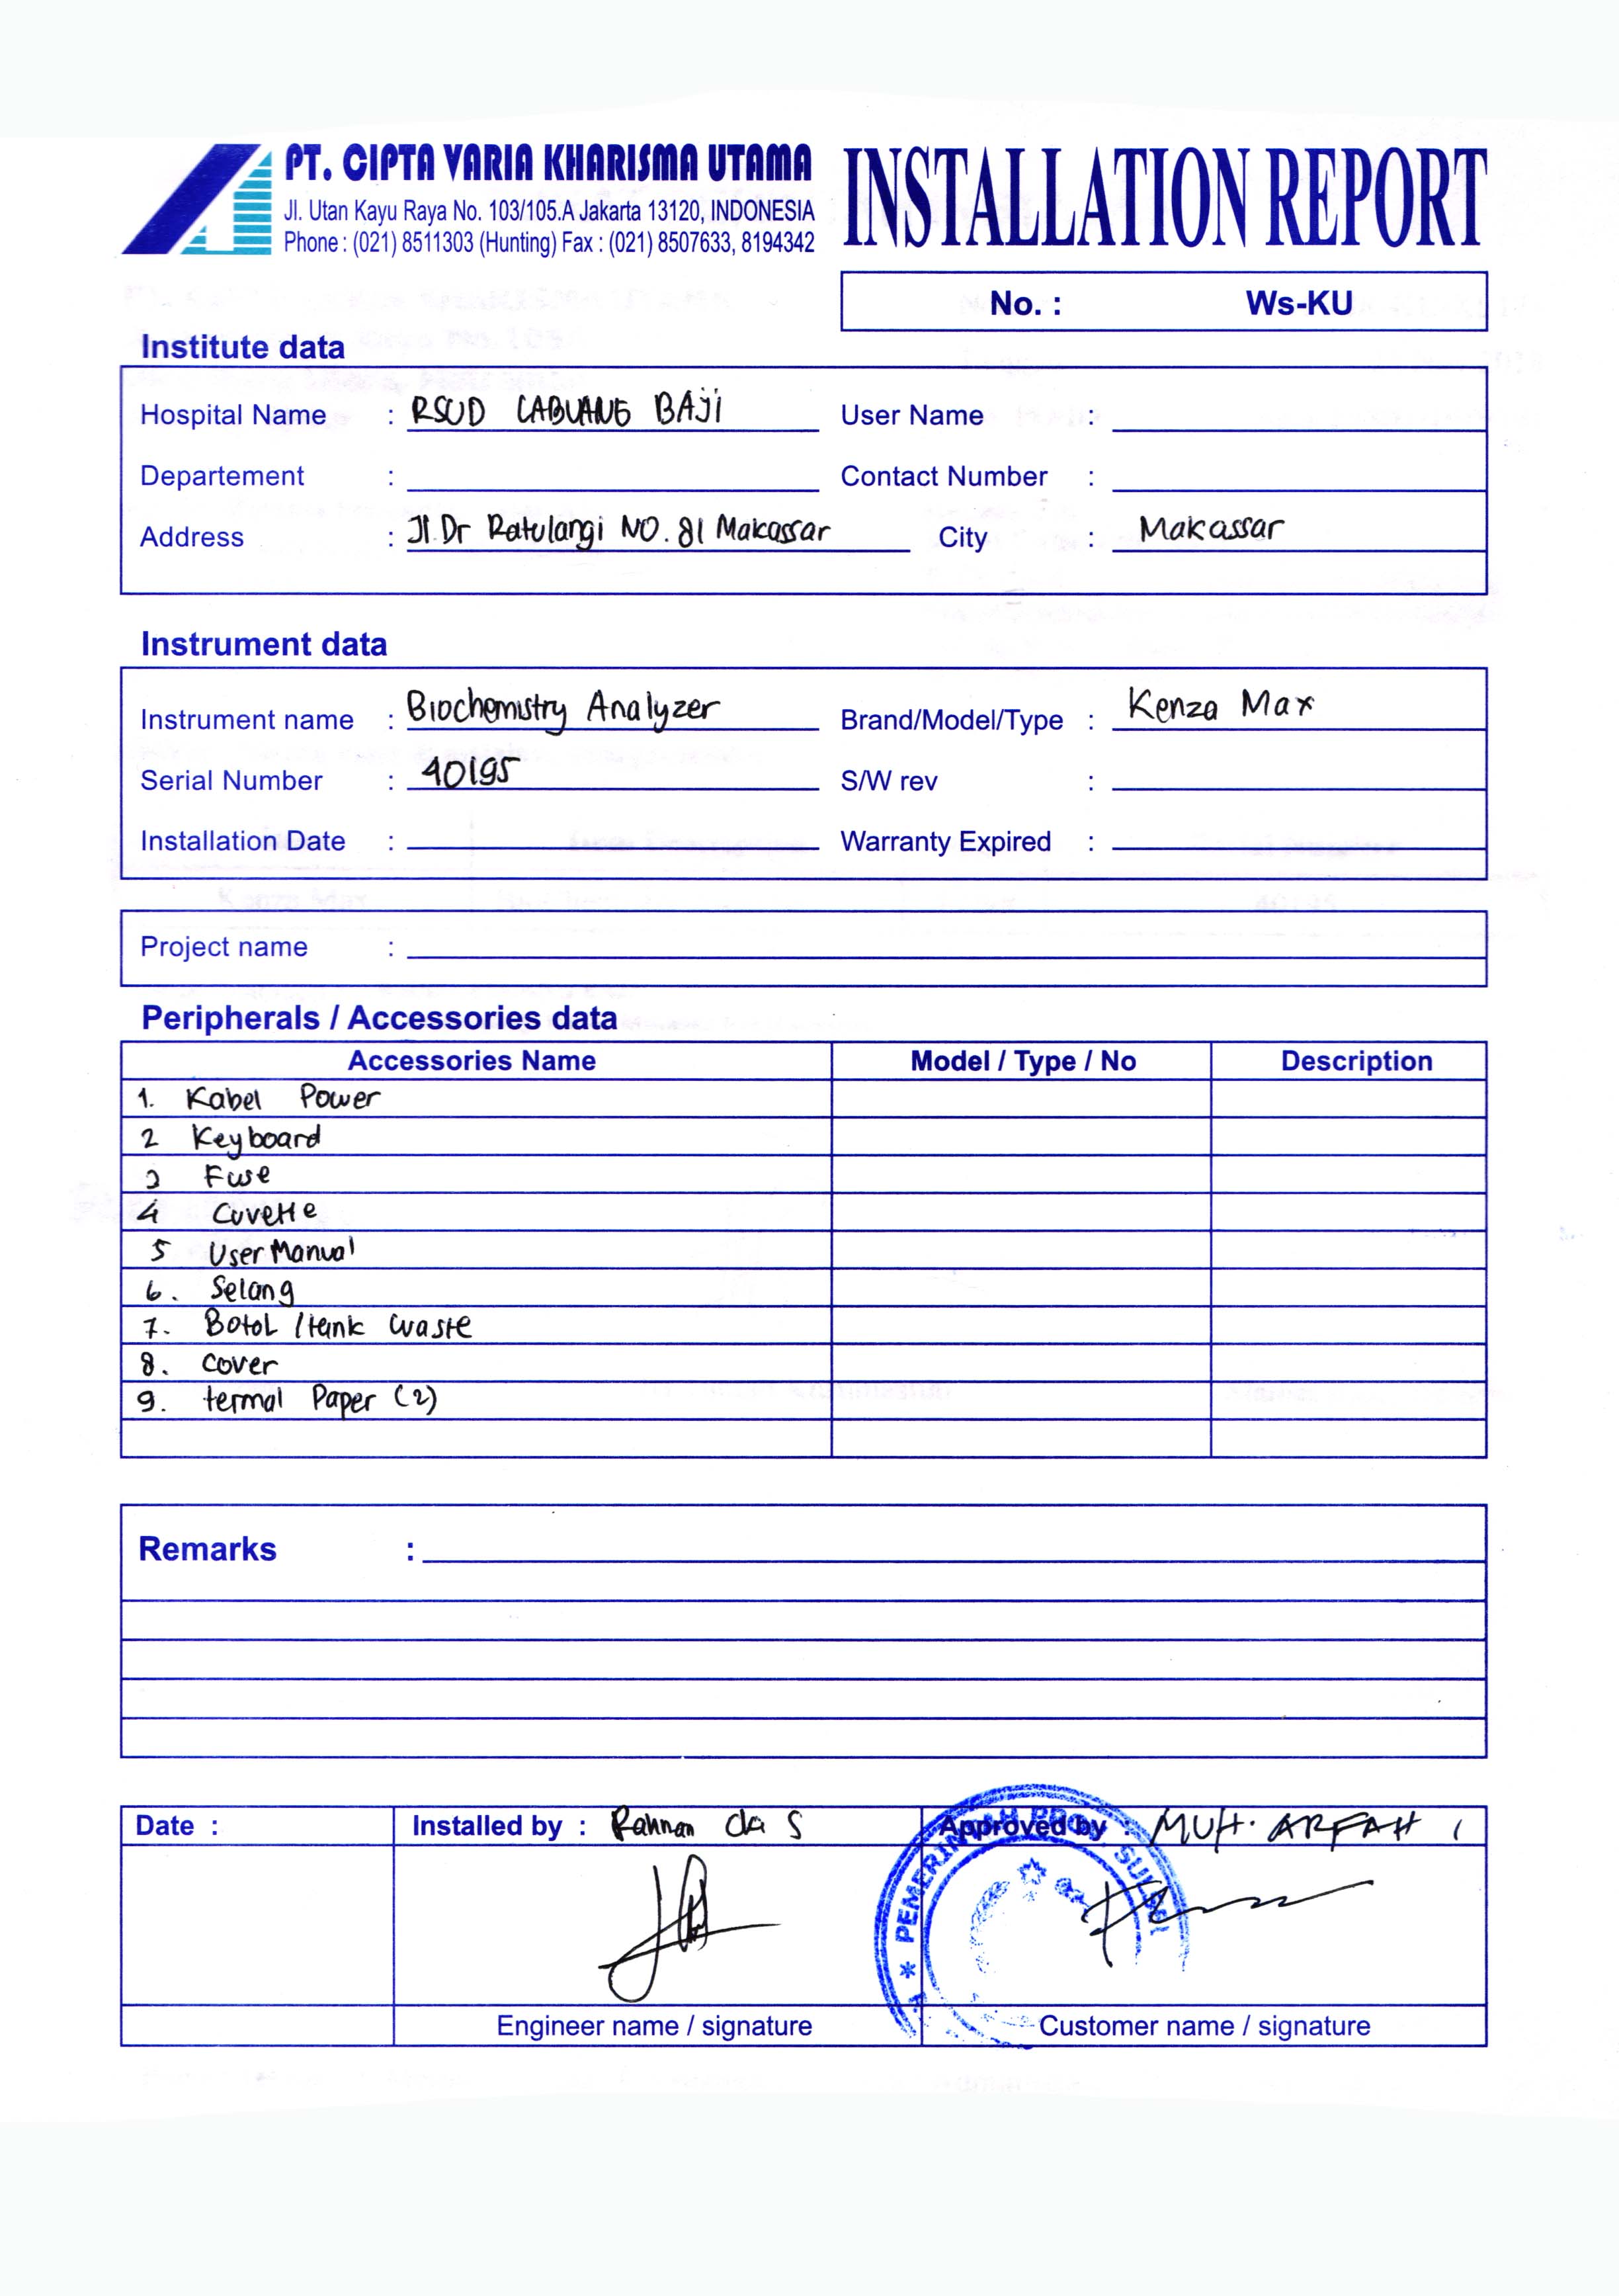 PT. CIPTA VARIA KHARISMA UTAMA
Jl. Utan Kayu Raya No. 103/105.A Jakarta 13120, INDONESIA
Phone : (021) 8511303 (Hunting) Fax : (021) 8507633, 8194342
INSTALLATION REPORT
No. : Ws-KU
Institute data
Hospital Name : RSUD LABUANG BAJI User Name :
Departement : Contact Number :
Address : Jl.Dr Ratulangi NO. 81 Makassar City : Makassar
Instrument data
Instrument name : Biochemistry Analyzer Brand/Model/Type : Kenza Max
Serial Number : 40195 S/W rev :
Installation Date : Warranty Expired :
Project name :
Peripherals / Accessories data
Accessories Name Model / Type / No Description
1. Kabel Power
2 Keyboard
3 Fuse
4 Cuvette
5 User Manual
6. Selang
7. Botol / tank waste
8. cover
9. termal Paper (2)
Remarks :
Date : Installed by : Rahman Approved by : MUH. ARFAH
PEMERINTAH PROV. SULSEL
Engineer name / signature Customer name / signature